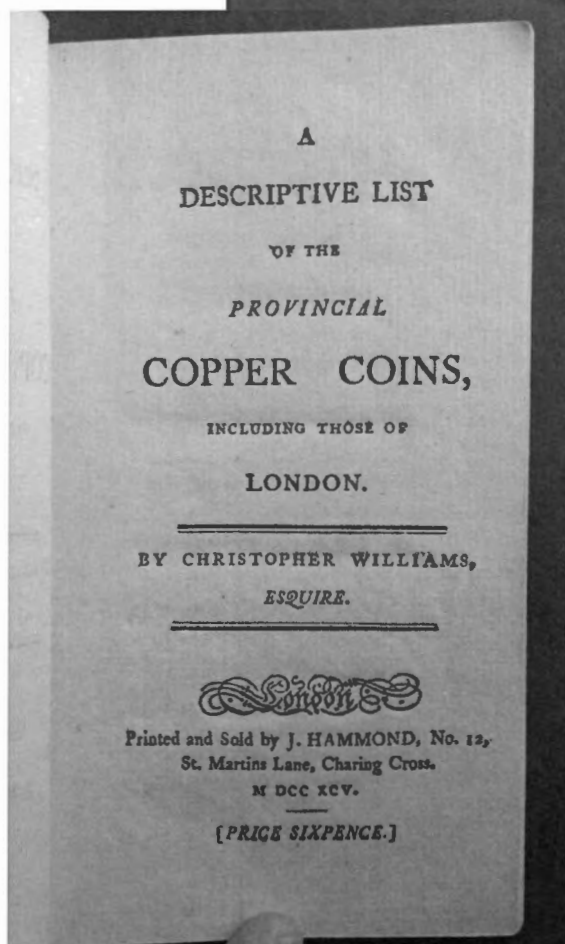 A
DESCRIPTIVE LIST
OF THE
PROVINCIAL
COPPER COINS,
INCLUDING THOSE OF
LONDON.
BY CHRISTOPHER WILLIAMS,
ESQUIRE.
London
Printed and Sold by J. HAMMOND, No. 12,
St. Martins Lane, Charing Cross.
M DCC XCV.
[PRICE SIXPENCE.]